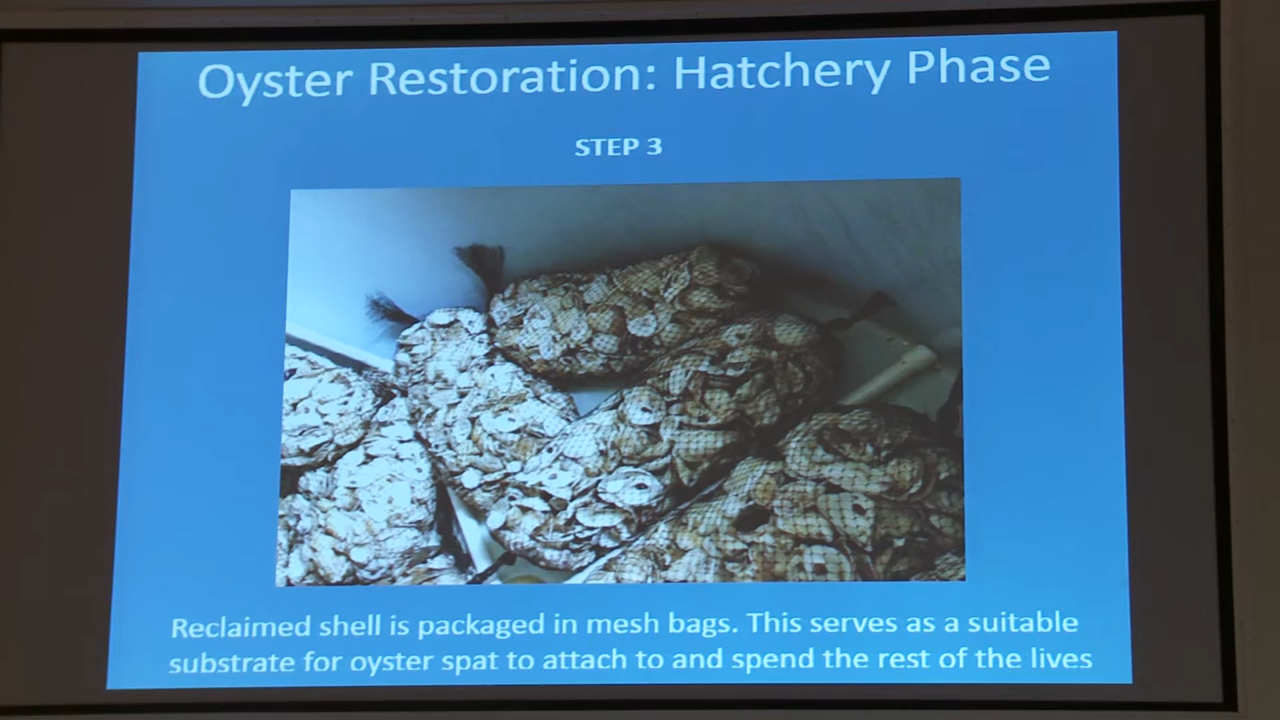 Oyster Restoration: Hatchery Phase
STEP 3
Reclaimed shell is packaged in mesh bags. This serves as a suitable
substrate for oyster spat to attach to and spend the rest of the lives